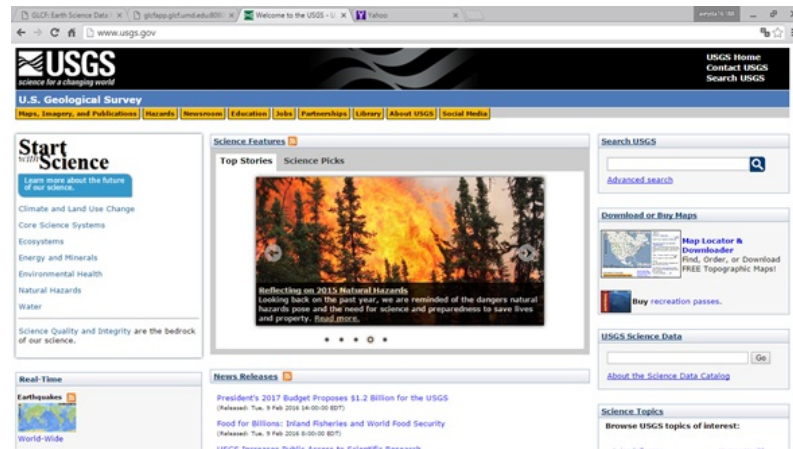 GLCF: Earth Science Data
glcfapp.glcf.umd.edu:808
Welcome to the USGS - U.
Yahoo
www.usgs.gov
USGS
science for a changing world
USGS Home
Contact USGS
Search USGS
U.S. Geological Survey
Maps, Imagery, and Publications Hazards Newsroom Education Jobs Partnerships Library About USGS Social Media
Start
with Science
Learn more about the future
of our science.
Climate and Land Use Change
Core Science Systems
Ecosystems
Energy and Minerals
Environmental Health
Natural Hazards
Water
Science Quality and Integrity are the bedrock
of our science.
Real-Time
Earthquakes
World-Wide
Science Features
Top Stories Science Picks
Reflecting on 2015 Natural Hazards
Looking back on the past year, we are reminded of the dangers natural
hazards pose and the need for science and preparedness to save lives
and property. Read more.
News Releases
President's 2017 Budget Proposes $1.2 Billion for the USGS
(Released: Tue, 9 Feb 2016 14:00:00 EDT)
Food for Billions: Inland Fisheries and World Food Security
(Released: Tue, 9 Feb 2016 8:00:00 EDT)
USGS Increases Public Access to Scientific Research
Search USGS
Advanced search
Download or Buy Maps
Map Locator &
Downloader
Find, Order, or Download
FREE Topographic Maps!
Buy recreation passes.
USGS Science Data
Go
About the Science Data Catalog
Science Topics
Browse USGS topics of interest: